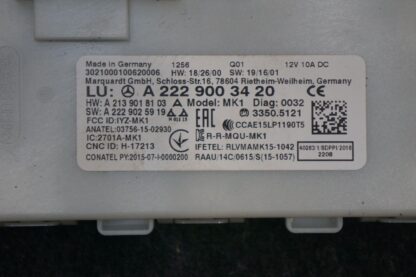 Made in Germany 1256 Q01 12V 10A DC
3021000100620006 HW: 18/26/00 SW: 19/16/01
Marquardt GmbH, Schloss-Str.16, 78604 Rietheim-Weilheim, Germany
LU: A 222 900 34 20 CE
HW: A 213 901 81 03 Model: MK1 Diag: 0032
SW: A 222 902 59 19 3350.5121
FCC ID: IYZ-MK1 CCAE15LP1190T5
ANATEL: 03756-15-02930
IC: 2701A-MK1 R-R-MQU-MK1
CNC ID: H-17213 IFETEL: RLVMAMK15-1042
CONATEL PY: 2015-07-I-0000200 RAAU:14C/0615/S(15-1057)
2208